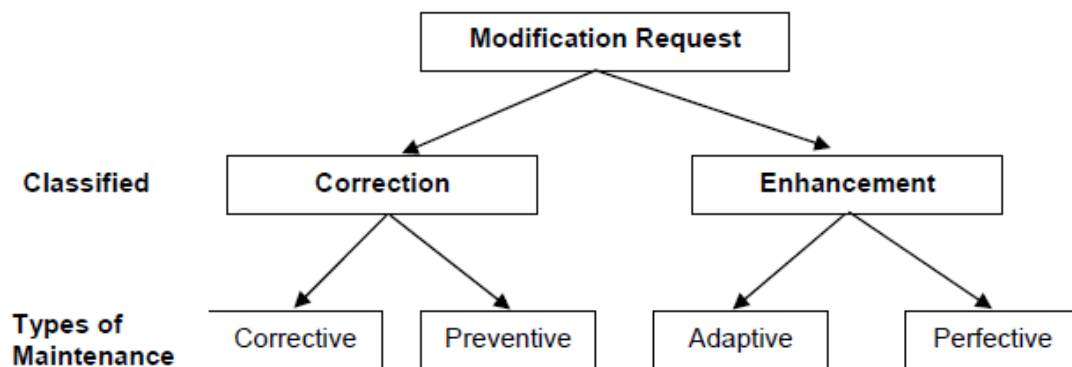 Modification Request
Classified
Correction
Enhancement
Types of
Maintenance
Corrective
Preventive
Adaptive
Perfective